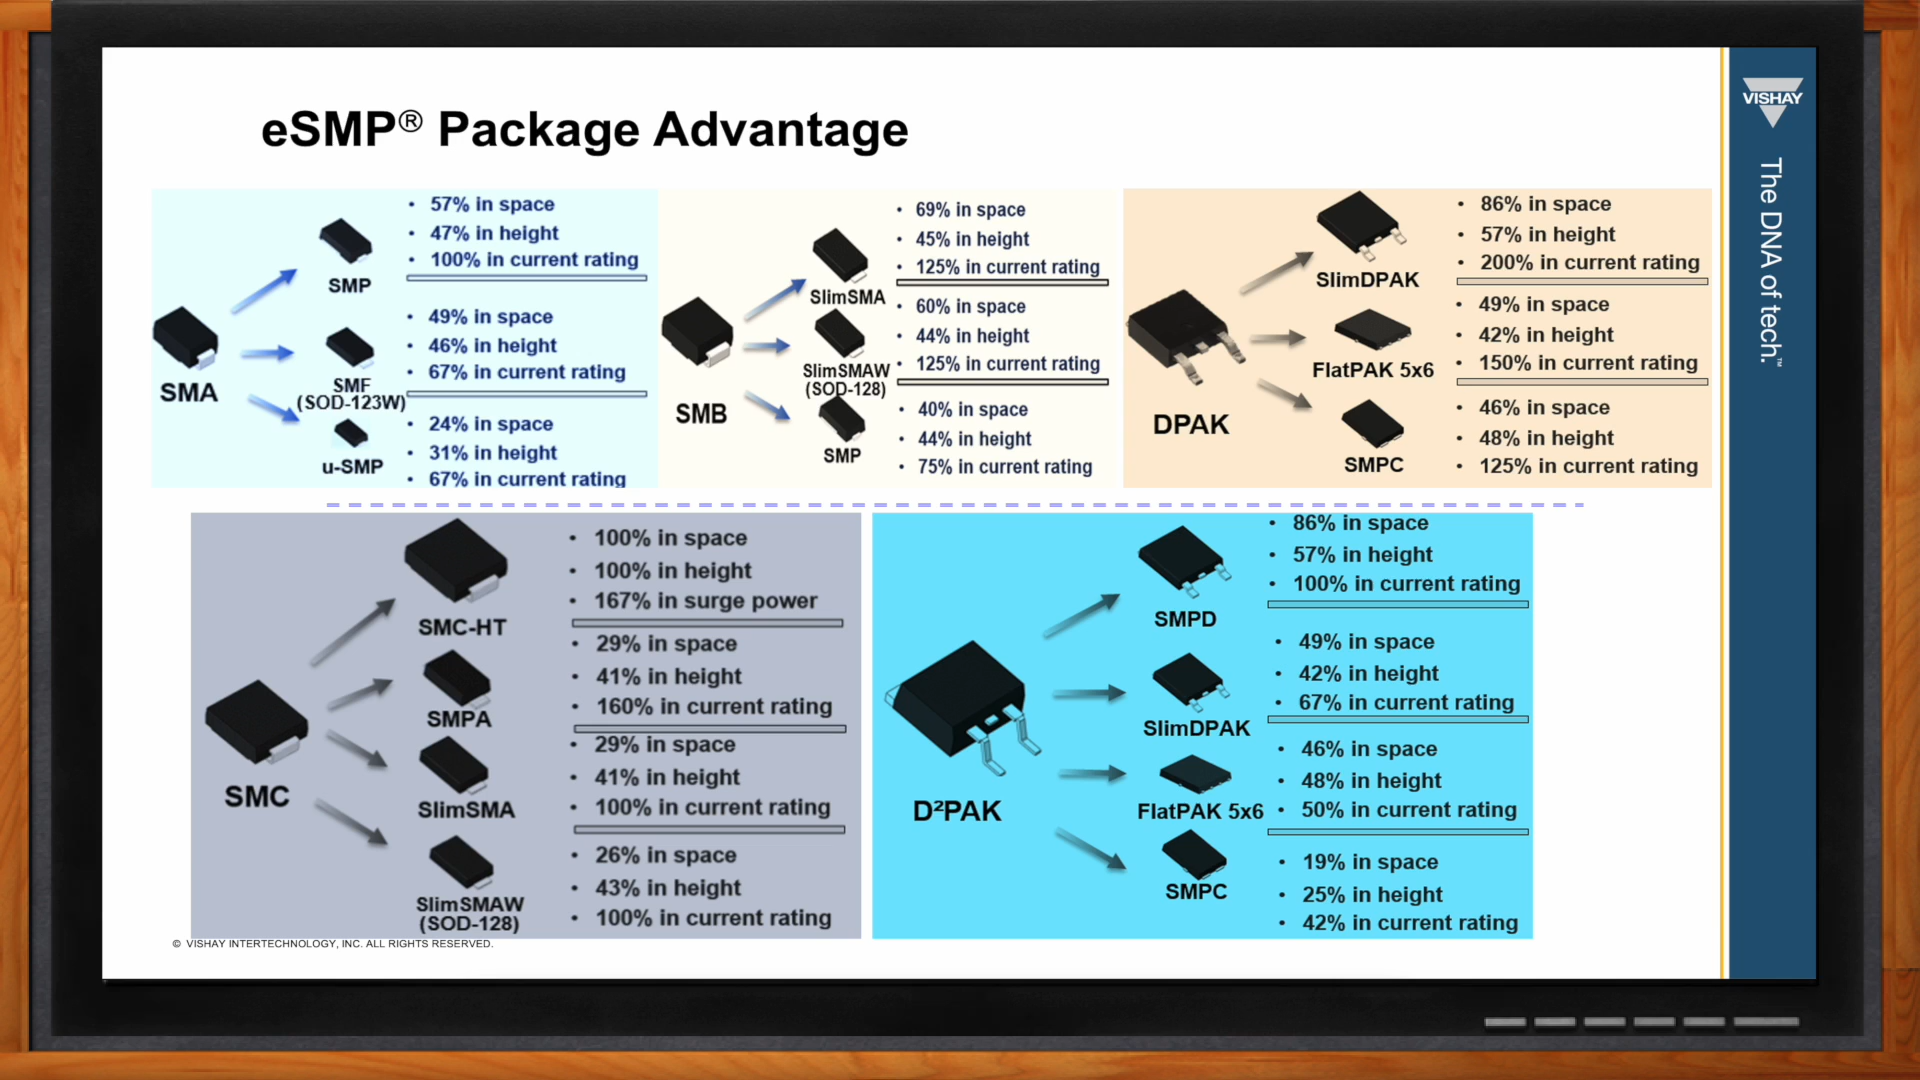 eSMP® Package Advantage
VISHAY
The DNA of tech.™
SMA
SMP
• 57% in space
• 47% in height
• 100% in current rating
SMF
(SOD-123W)
• 49% in space
• 46% in height
• 67% in current rating
u-SMP
• 24% in space
• 31% in height
• 67% in current rating
SMB
SlimSMA
• 69% in space
• 45% in height
• 125% in current rating
SlimSMAW
(SOD-128)
• 60% in space
• 44% in height
• 125% in current rating
SMP
• 40% in space
• 44% in height
• 75% in current rating
DPAK
SlimDPAK
• 86% in space
• 57% in height
• 200% in current rating
FlatPAK 5x6
• 49% in space
• 42% in height
• 150% in current rating
SMPC
• 46% in space
• 48% in height
• 125% in current rating
SMC
SMC-HT
• 100% in space
• 100% in height
• 167% in surge power
SMPA
• 29% in space
• 41% in height
• 160% in current rating
SlimSMA
• 29% in space
• 41% in height
• 100% in current rating
SlimSMAW
(SOD-128)
• 26% in space
• 43% in height
• 100% in current rating
D²PAK
SMPD
• 86% in space
• 57% in height
• 100% in current rating
SlimDPAK
• 49% in space
• 42% in height
• 67% in current rating
FlatPAK 5x6
• 46% in space
• 48% in height
• 50% in current rating
SMPC
• 19% in space
• 25% in height
• 42% in current rating
© VISHAY INTERTECHNOLOGY, INC. ALL RIGHTS RESERVED.